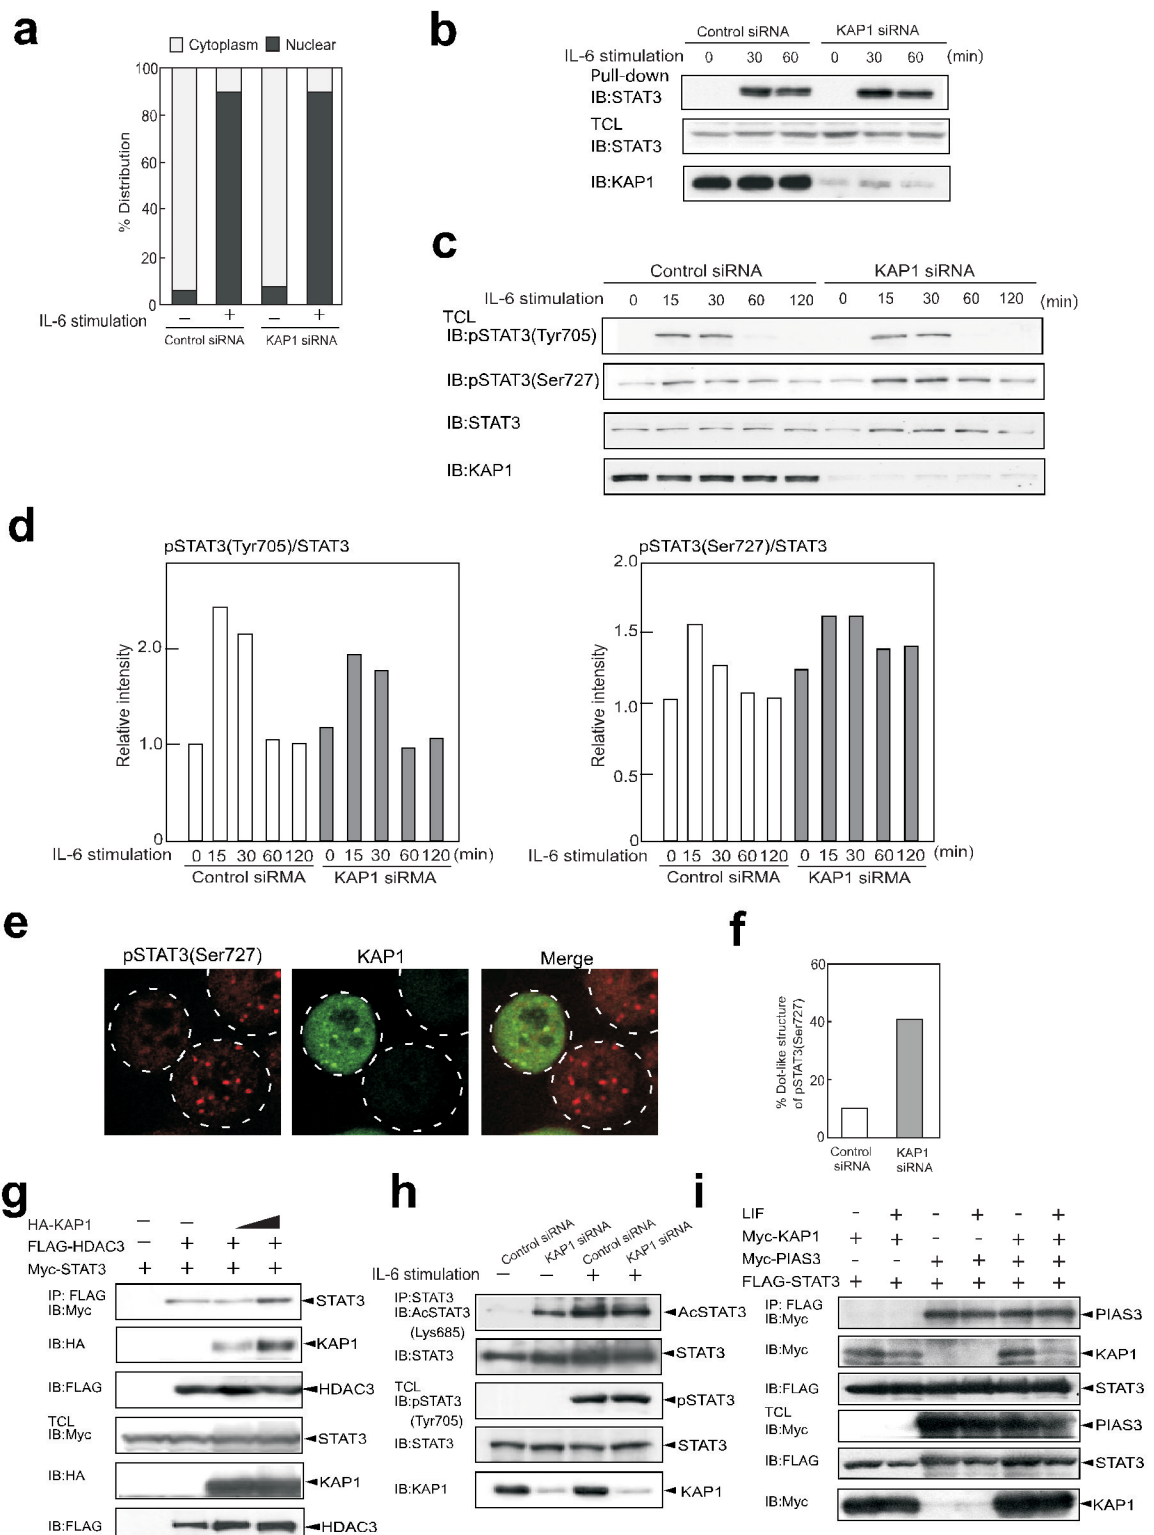 a
Cytoplasm Nuclear
100
80
60
40
20
0
% Distribution
IL-6 stimulation − + − +
Control siRNA KAP1 siRNA
b
Control siRNA KAP1 siRNA
IL-6 stimulation 0 30 60 0 30 60 (min)
Pull-down
IB:STAT3
TCL
IB:STAT3
IB:KAP1
c
Control siRNA KAP1 siRNA
IL-6 stimulation 0 15 30 60 120 0 15 30 60 120 (min)
TCL
IB:pSTAT3(Tyr705)
IB:pSTAT3(Ser727)
IB:STAT3
IB:KAP1
d
pSTAT3(Tyr705)/STAT3
2.0
1.0
0
Relative intensity
IL-6 stimulation 0 15 30 60 120 0 15 30 60 120 (min)
Control siRMA KAP1 siRMA
pSTAT3(Ser727)/STAT3
2.0
1.5
1.0
0.5
0
Relative intensity
IL-6 stimulation 0 15 30 60 120 0 15 30 60 120 (min)
Control siRMA KAP1 siRMA
e
pSTAT3(Ser727) KAP1 Merge
f
60
40
20
0
% Dot-like structure
of pSTAT3(Ser727)
Control KAP1
siRNA siRNA
g
HA-KAP1 − −
FLAG-HDAC3 − + + +
Myc-STAT3 + + + +
IP: FLAG
IB:Myc STAT3
IB:HA KAP1
IB:FLAG HDAC3
TCL
IB:Myc STAT3
IB:HA KAP1
IB:FLAG HDAC3
h
Control siRNA KAP1 siRNA Control siRNA KAP1 siRNA
IL-6 stimulation − − + +
IP:STAT3
IB:AcSTAT3 AcSTAT3
(Lys685)
IB:STAT3 STAT3
TCL
IB:pSTAT3 pSTAT3
(Tyr705)
IB:STAT3 STAT3
IB:KAP1 KAP1
i
LIF - + - + - +
Myc-KAP1 + + - - + +
Myc-PIAS3 - - + + + +
FLAG-STAT3 + + + + + +
IP: FLAG
IB:Myc PIAS3
IB:Myc KAP1
IB:FLAG STAT3
TCL
IB:Myc PIAS3
IB:FLAG STAT3
IB:Myc KAP1